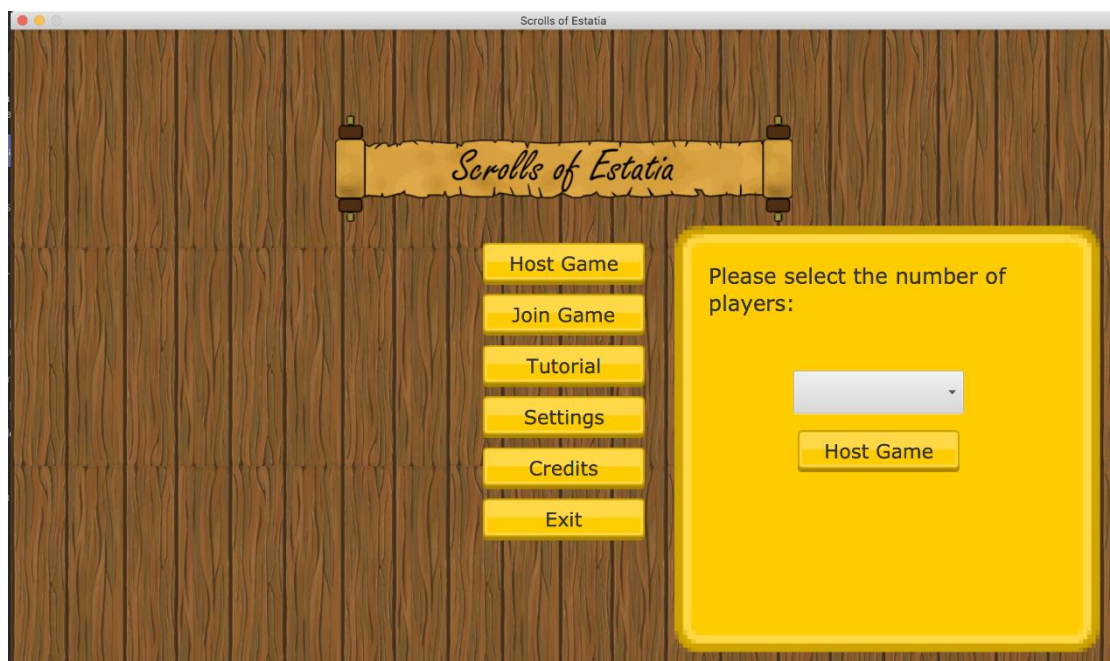 Scrolls of Estatia
Scrolls of Estatia
Host Game
Join Game
Tutorial
Settings
Credits
Exit
Please select the number of
players:
Host Game